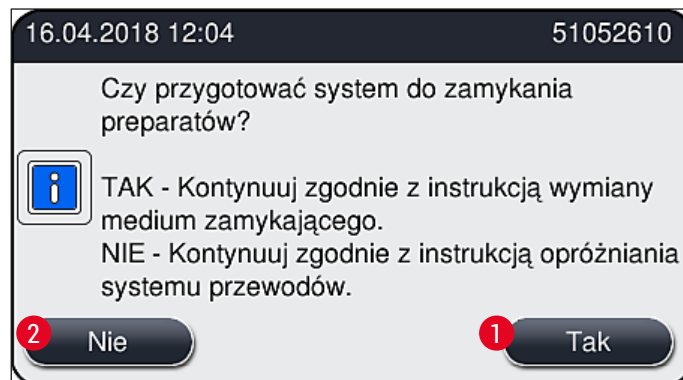 16.04.2018 12:04 51052610
Czy przygotować system do zamykania
preparatów?
TAK - Kontynuuj zgodnie z instrukcją wymiany
medium zamykającego.
NIE - Kontynuuj zgodnie z instrukcją opróżniania
systemu przewodów.
2 Nie 1 Tak